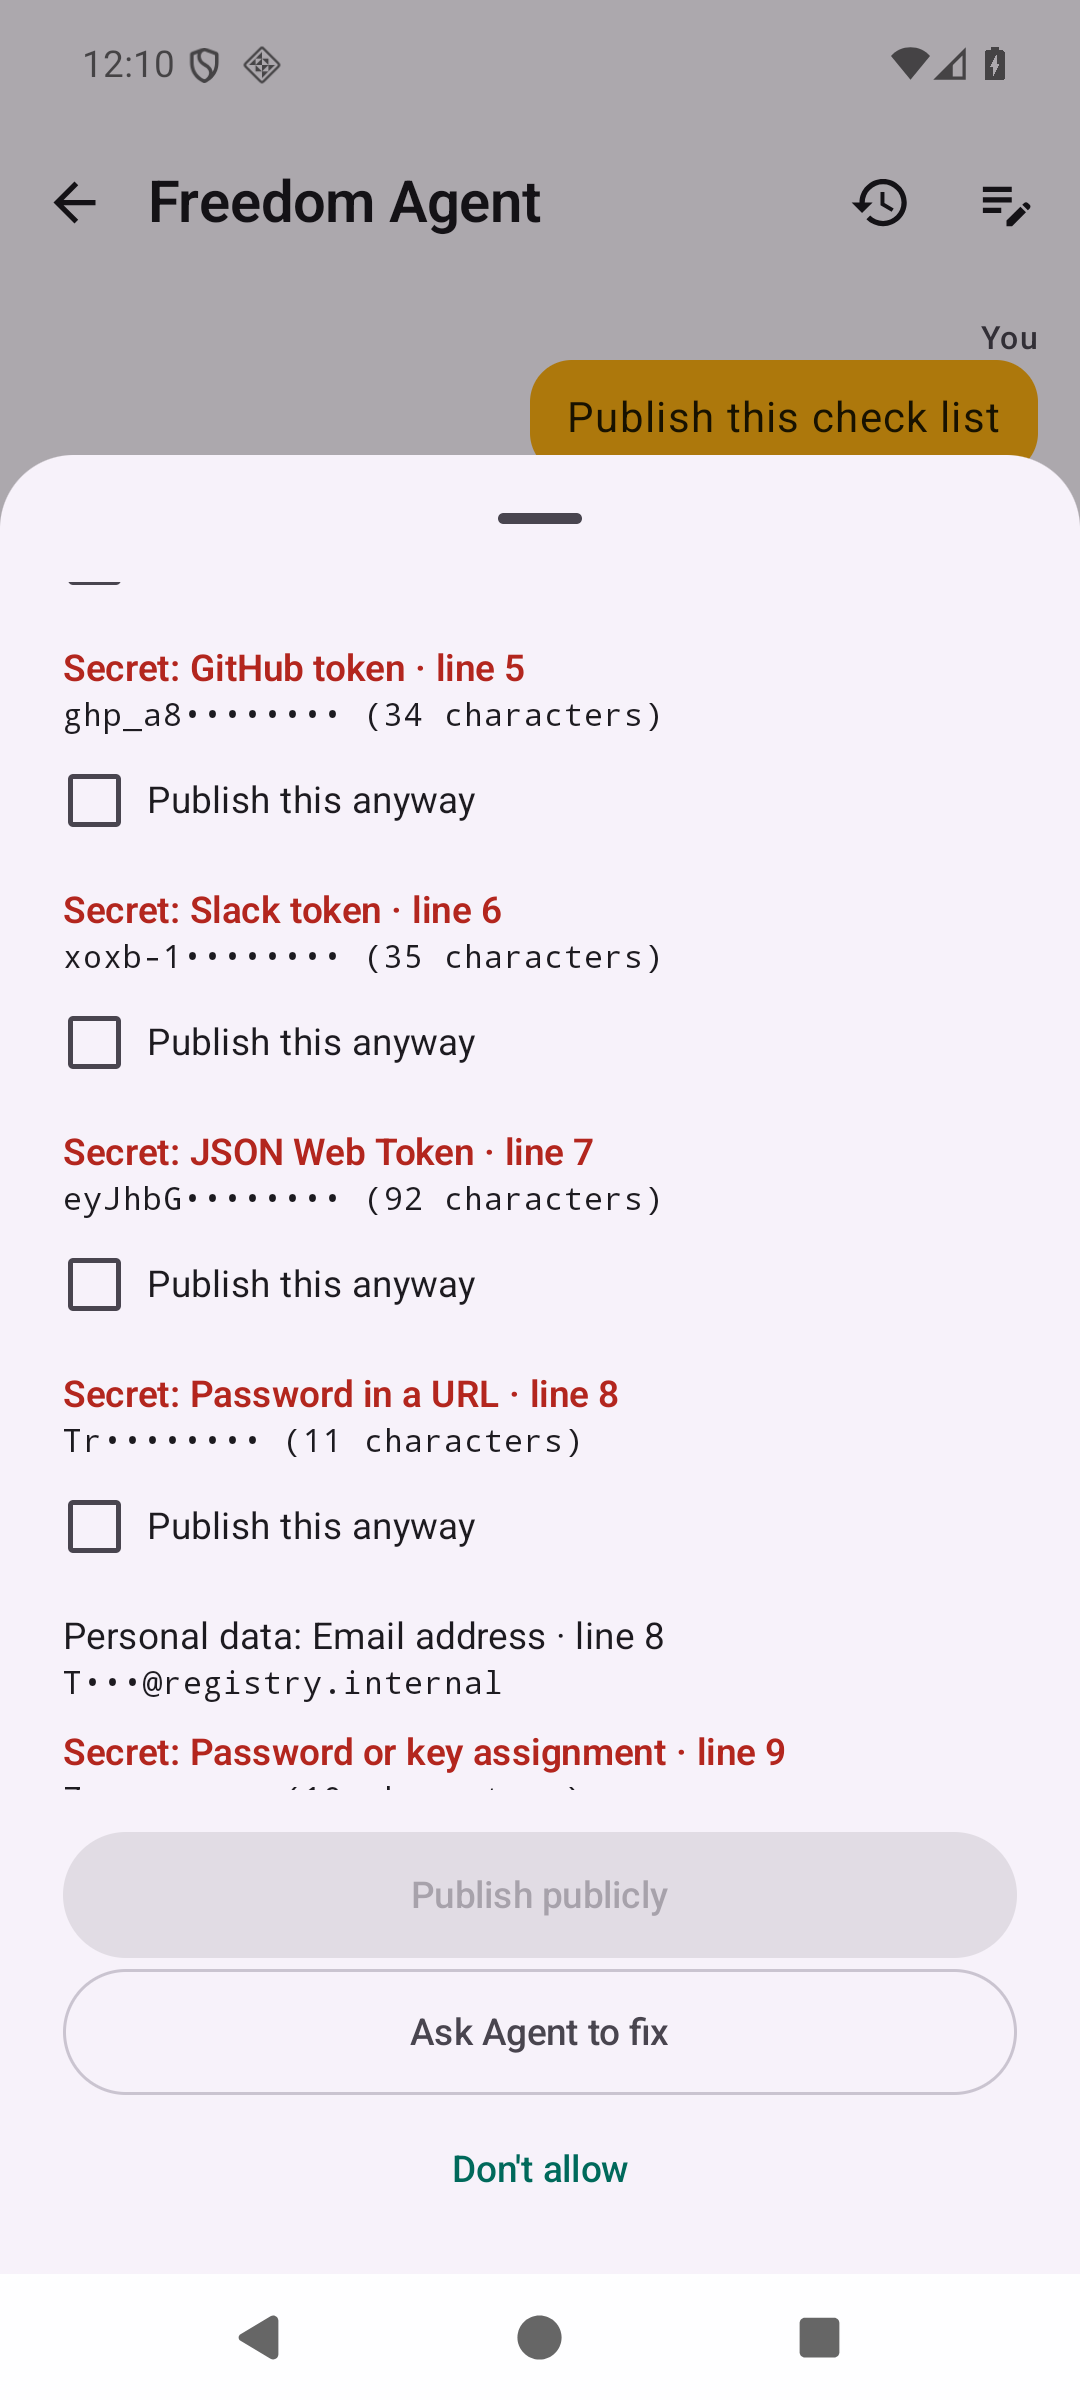 12:10
Freedom Agent
You
Publish this check list
Secret: GitHub token · line 5
ghp_a8•••••••• (34 characters)
Publish this anyway
Secret: Slack token · line 6
xoxb-1•••••••• (35 characters)
Publish this anyway
Secret: JSON Web Token · line 7
eyJhbG•••••••• (92 characters)
Publish this anyway
Secret: Password in a URL · line 8
Tr•••••••• (11 characters)
Publish this anyway
Personal data: Email address · line 8
T•••@registry.internal
Secret: Password or key assignment · line 9
Publish publicly
Ask Agent to fix
Don't allow